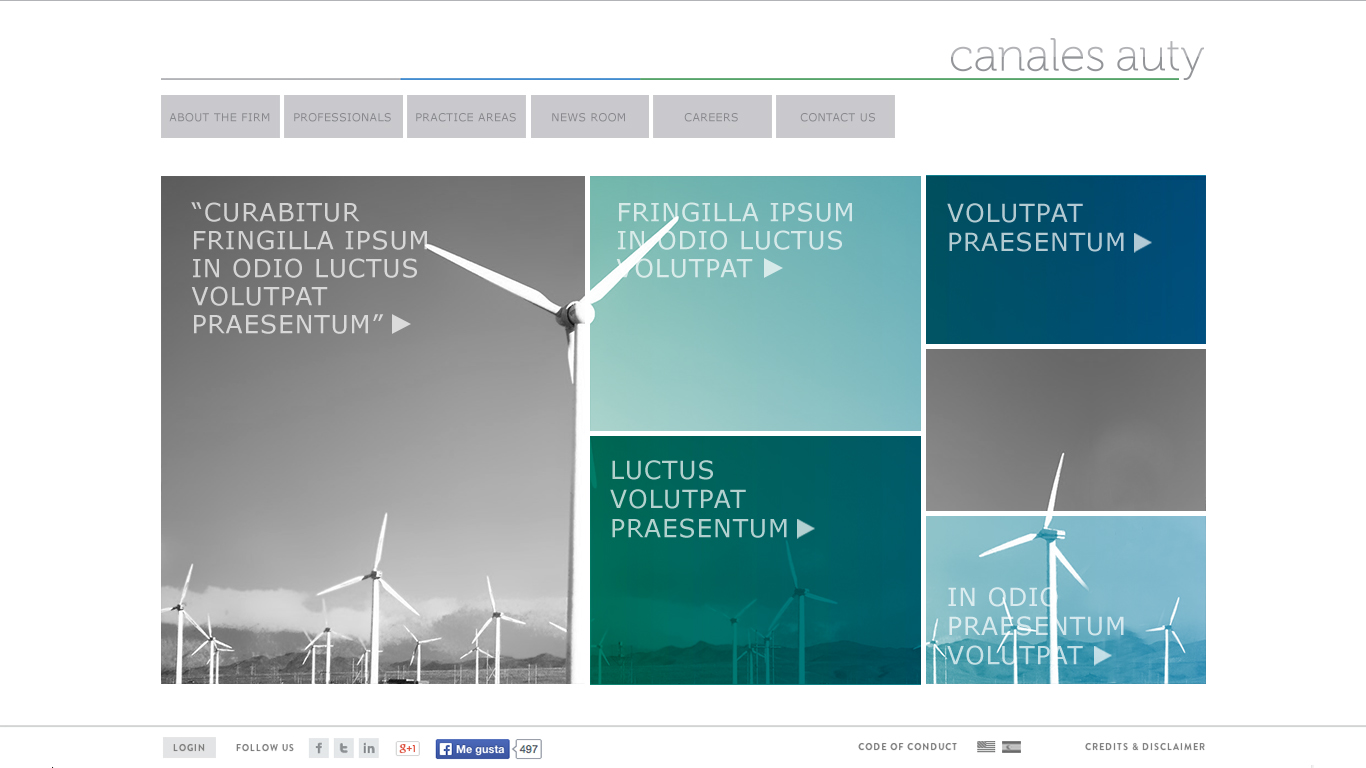 canales auty
ABOUT THE FIRM
PROFESSIONALS
PRACTICE AREAS
NEWS ROOM
CAREERS
CONTACT US
“CURABITUR
FRINGILLA IPSUM
IN ODIO LUCTUS
VOLUTPAT
PRAESENTUM”
FRINGILLA IPSUM
IN ODIO LUCTUS
VOLUTPAT
VOLUTPAT
PRAESENTUM
LUCTUS
VOLUTPAT
PRAESENTUM
IN ODIO
PRAESENTUM
VOLUTPAT
LOGIN
FOLLOW US
f
t
in
g+1
f Me gusta
497
CODE OF CONDUCT
CREDITS & DISCLAIMER